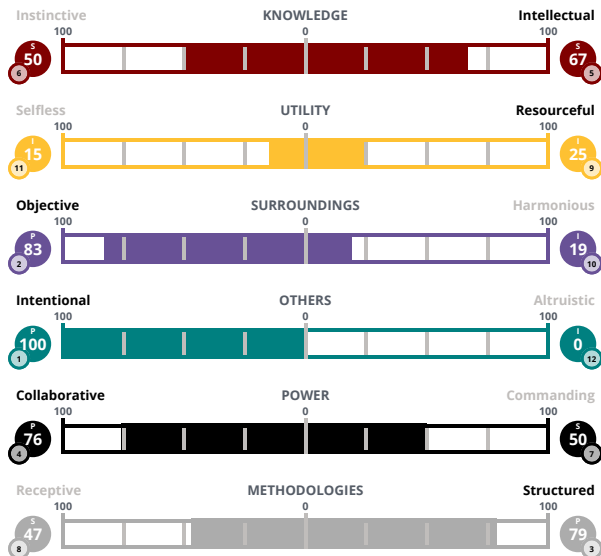 Instinctive KNOWLEDGE Intellectual
100 0 100
S S
50 67
6 5
Selfless UTILITY Resourceful
100 0 100
I I
15 25
11 9
Objective SURROUNDINGS Harmonious
100 0 100
P I
83 19
2 10
Intentional OTHERS Altruistic
100 0 100
P I
100 0
1 12
Collaborative POWER Commanding
100 0 100
P S
76 50
4 7
Receptive METHODOLOGIES Structured
100 0 100
S P
47 79
8 3